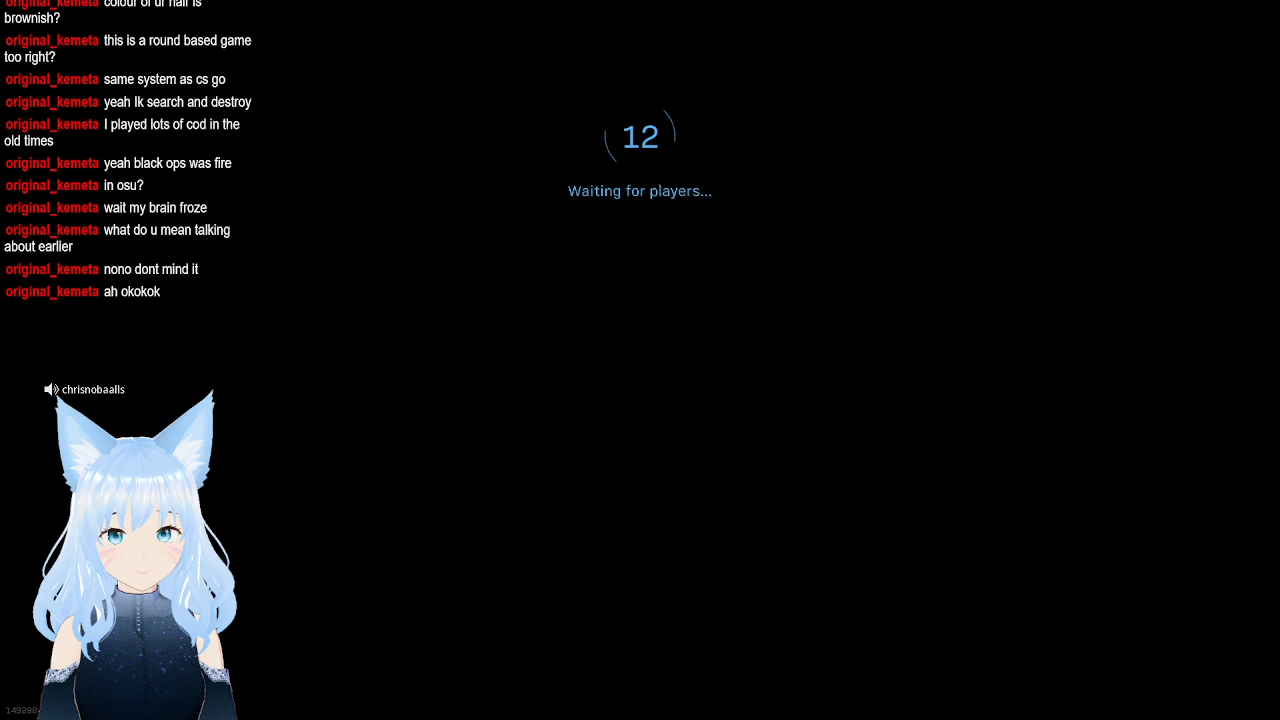 original_kemeta colour of ur hair is
brownish?
original_kemeta this is a round based game
too right?
original_kemeta same system as cs go
original_kemeta yeah Ik search and destroy
original_kemeta I played lots of cod in the
old times
original_kemeta yeah black ops was fire
original_kemeta in osu?
original_kemeta wait my brain froze
original_kemeta what do u mean talking
about earlier
original_kemeta nono dont mind it
original_kemeta ah okokok
12
Waiting for players...
chrisnobaalls